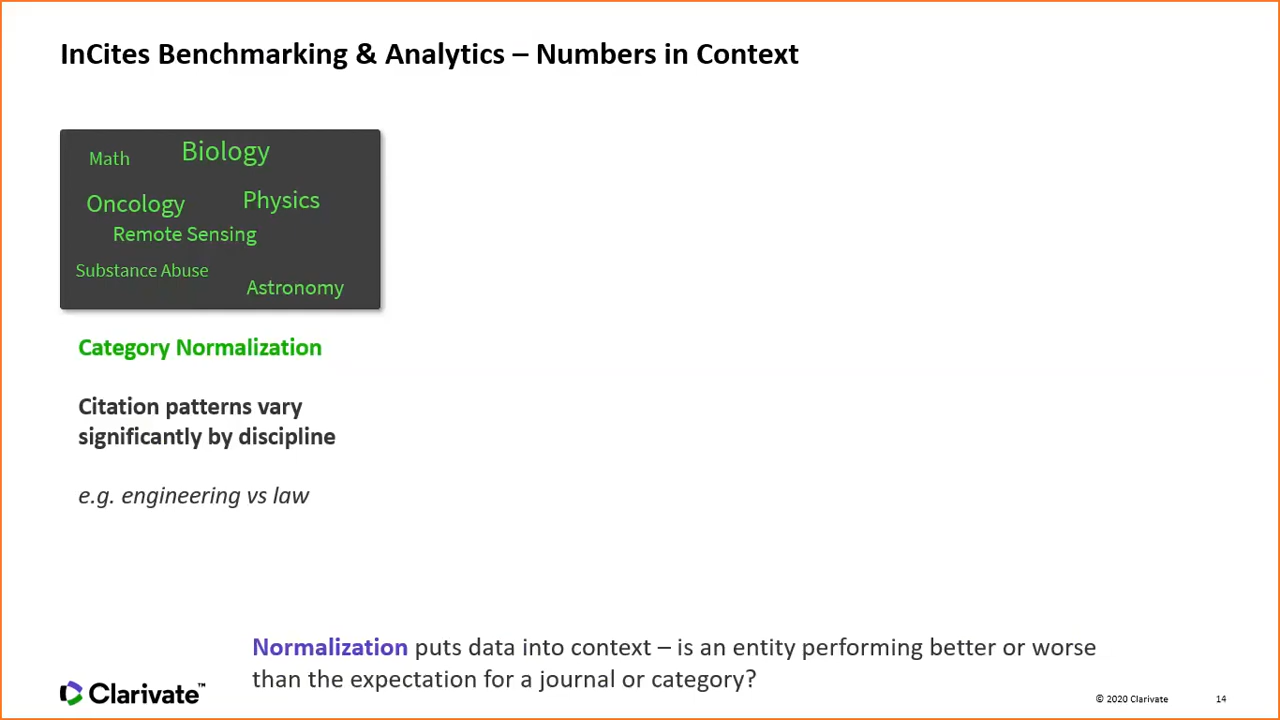 InCites Benchmarking & Analytics – Numbers in Context
Math
Biology
Oncology
Physics
Remote Sensing
Substance Abuse
Astronomy
Category Normalization
Citation patterns vary
significantly by discipline
e.g. engineering vs law
Normalization puts data into context – is an entity performing better or worse
than the expectation for a journal or category?
Clarivate™
© 2020 Clarivate
14